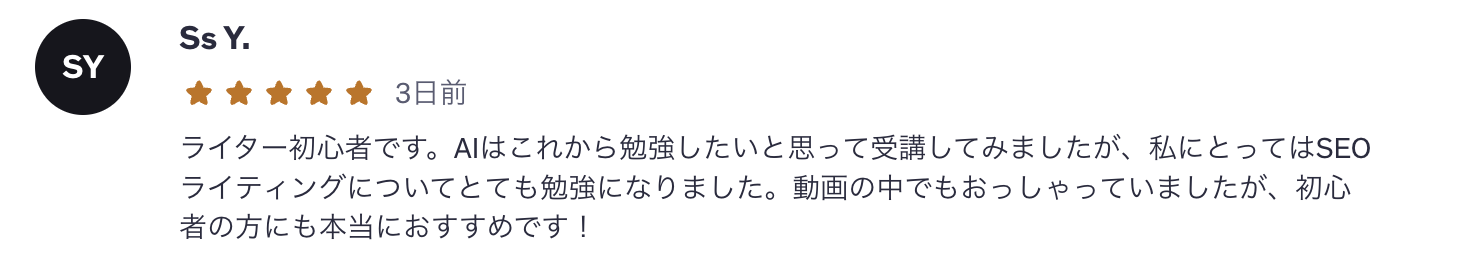 SY
Ss Y.
3日前
ライター初心者です。AIはこれから勉強したいと思って受講してみましたが、私にとってはSEO
ライティングについてとても勉強になりました。動画の中でもおっしゃっていましたが、初心
者の方にも本当におすすめです！